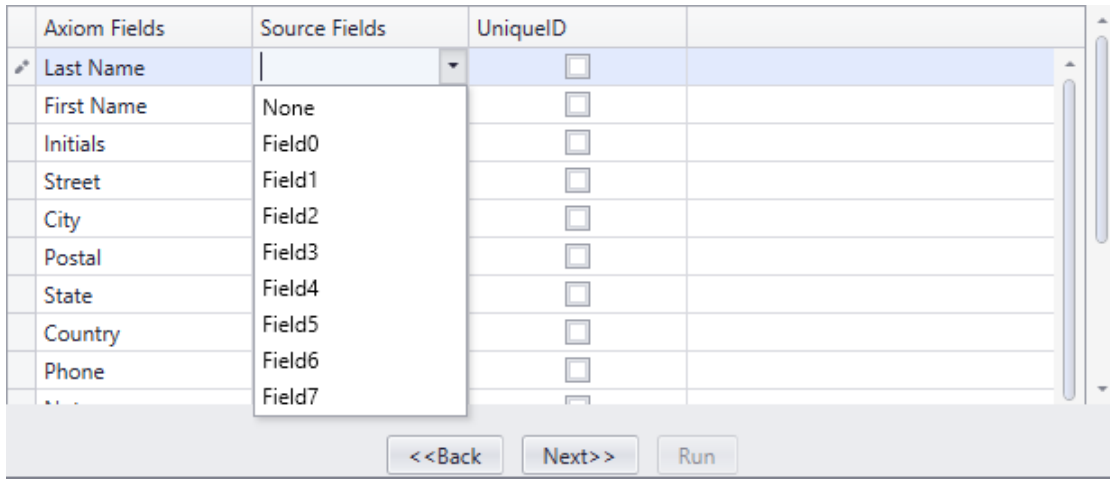 Axiom Fields Source Fields UniqueID
Last Name
First Name None
Initials Field0
Street Field1
City Field2
Postal Field3
State Field4
Country Field5
Phone Field6
Field7
<<Back Next>> Run